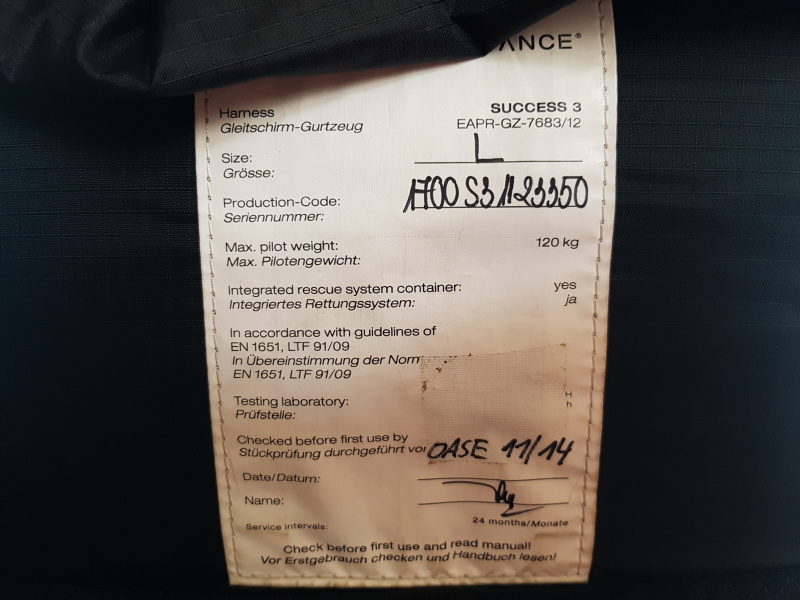 ANCE®
Harness SUCCESS 3
Gleitschirm-Gurtzeug EAPR-GZ-7683/12
Size: L
Grösse:
Production-Code: 1700S31123350
Seriennummer:
Max. pilot weight: 120 kg
Max. Pilotengewicht:
Integrated rescue system container: yes
Integriertes Rettungssystem: ja
In accordance with guidelines of
EN 1651, LTF 91/09
In Übereinstimmung der Norm
EN 1651, LTF 91/09
Testing laboratory:
Prüfstelle:
Checked before first use by
Stückprüfung durchgeführt vo OASE 11/14
Date/Datum:
Name:
Service intervals: 24 months/Monate
Check before first use and read manual!
Vor Erstgebrauch checken und Handbuch lesen!